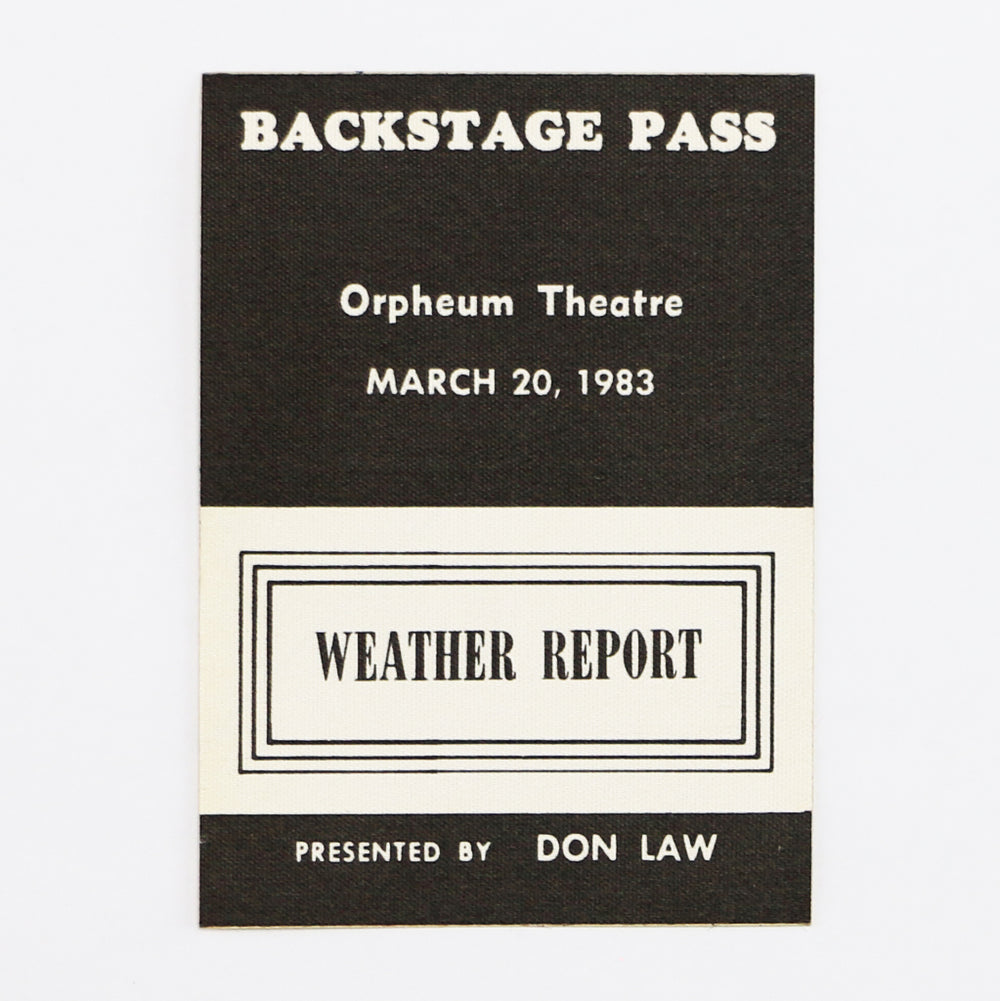 BACKSTAGE PASS
Orpheum Theatre
MARCH 20, 1983
WEATHER REPORT
PRESENTED BY DON LAW